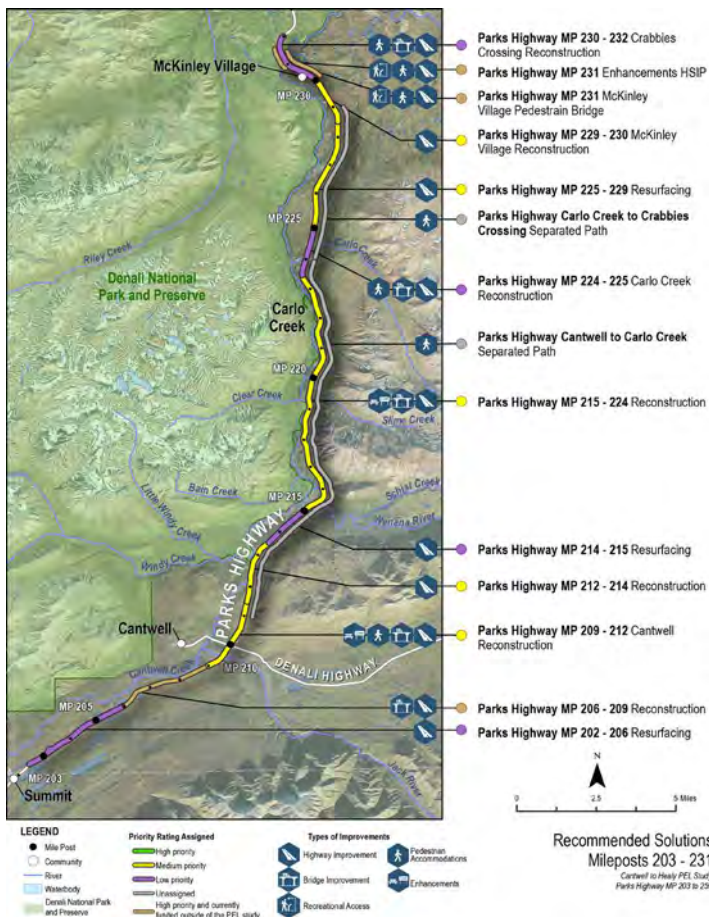 Parks Highway MP 230 - 232 Crabbies
Crossing Reconstruction
McKinley Village
Parks Highway MP 231 Enhancements HSIP
MP 230
Parks Highway MP 231 McKinley
Village Pedestrain Bridge
Parks Highway MP 229 - 230 McKinley
Village Reconstruction
Parks Highway MP 225 - 229 Resurfacing
MP 225
Parks Highway Carlo Creek to Crabbies
Crossing Separated Path
Riley Creek
Carlo Creek
Denali National
Park and Preserve
Parks Highway MP 224 - 225 Carlo Creek
Reconstruction
Carlo
Creek
Parks Highway Cantwell to Carlo Creek
Separated Path
MP 220
Clear Creek
Parks Highway MP 215 - 224 Reconstruction
Slime Creek
Bain Creek
Little Windy Creek
MP 215
Schist Creek
Yanena River
PARKS HIGHWAY
Windy Creek
Parks Highway MP 214 - 215 Resurfacing
Parks Highway MP 212 - 214 Reconstruction
Cantwell
Parks Highway MP 209 - 212 Cantwell
Reconstruction
MP 210
DENALI HIGHWAY
Cantwell Creek
MP 205
Parks Highway MP 206 - 209 Reconstruction
Parks Highway MP 202 - 206 Resurfacing
Jack River
MP 203
Summit
N
0 2.5 5 Miles
LEGEND
Mile Post
Community
River
Waterbody
Denali National Park
and Preserve
Priority Rating Assigned
High priority
Medium priority
Low priority
Unassigned
High priority and currently
funded outside of the PEL study
Types of Improvements
Highway Improvement
Bridge Improvement
Recreational Access
Pedestrian
Accommodations
Enhancements
Recommended Solutions
Mileposts 203 - 231
Cantwell to Healy PEL Study
Parks Highway MP 203 to